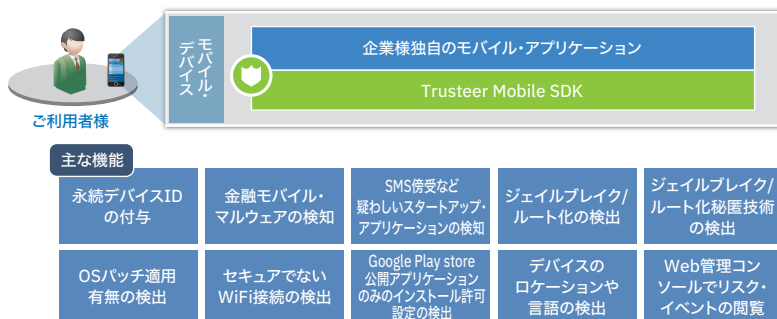 モバイル・
デバイス
企業様独自のモバイル・アプリケーション
Trusteer Mobile SDK
ご利用者様
主な機能
永続デバイスID
の付与
金融モバイル・
マルウェアの検知
SMS傍受など
疑わしいスタートアップ・
アプリケーションの検知
ジェイルブレイク/
ルート化の検出
ジェイルブレイク/
ルート化秘匿技術
の検出
OSパッチ適用
有無の検出
セキュアでない
WiFi接続の検出
Google Play store
公開アプリケーション
のみのインストール許可
設定の検出
デバイスの
ロケーションや
言語の検出
Web管理コン
ソールでリスク・
イベントの閲覧